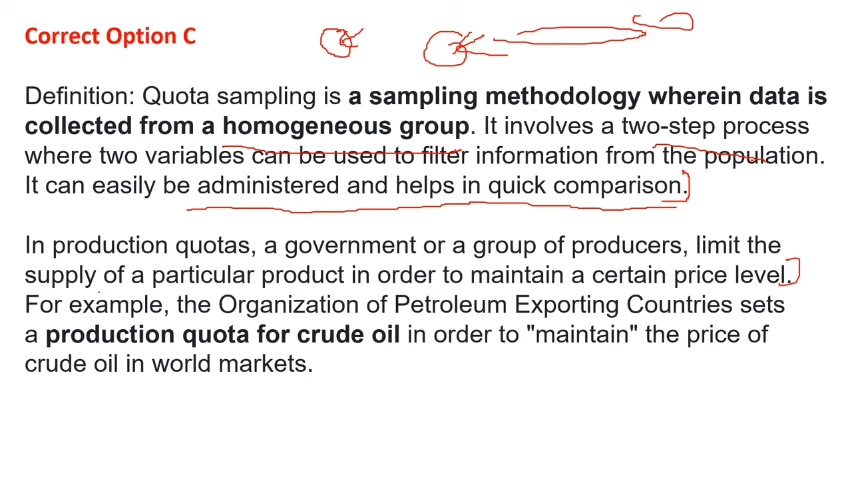 Correct Option C
Definition: Quota sampling is a sampling methodology wherein data is
collected from a homogeneous group. It involves a two-step process
where two variables can be used to filter information from the population.
It can easily be administered and helps in quick comparison.
In production quotas, a government or a group of producers, limit the
supply of a particular product in order to maintain a certain price level.
For example, the Organization of Petroleum Exporting Countries sets
a production quota for crude oil in order to "maintain" the price of
crude oil in world markets.